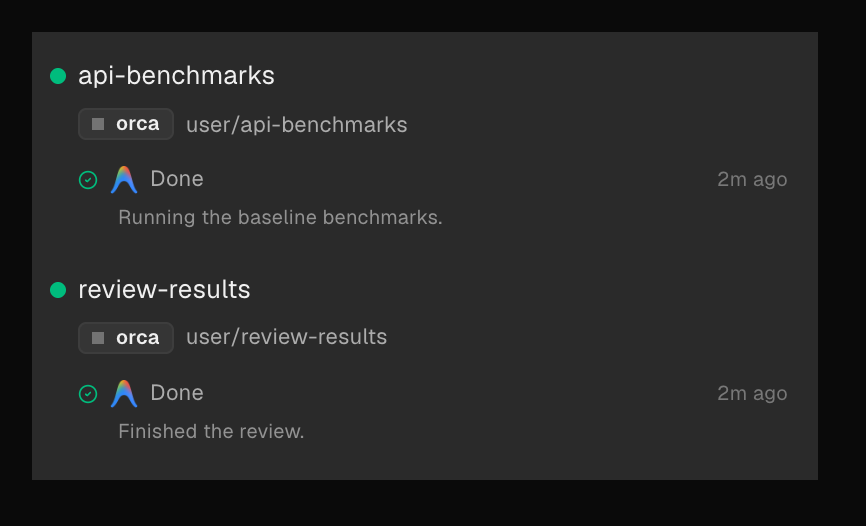 api-benchmarks
orca user/api-benchmarks
Done 2m ago
Running the baseline benchmarks.
review-results
orca user/review-results
Done 2m ago
Finished the review.